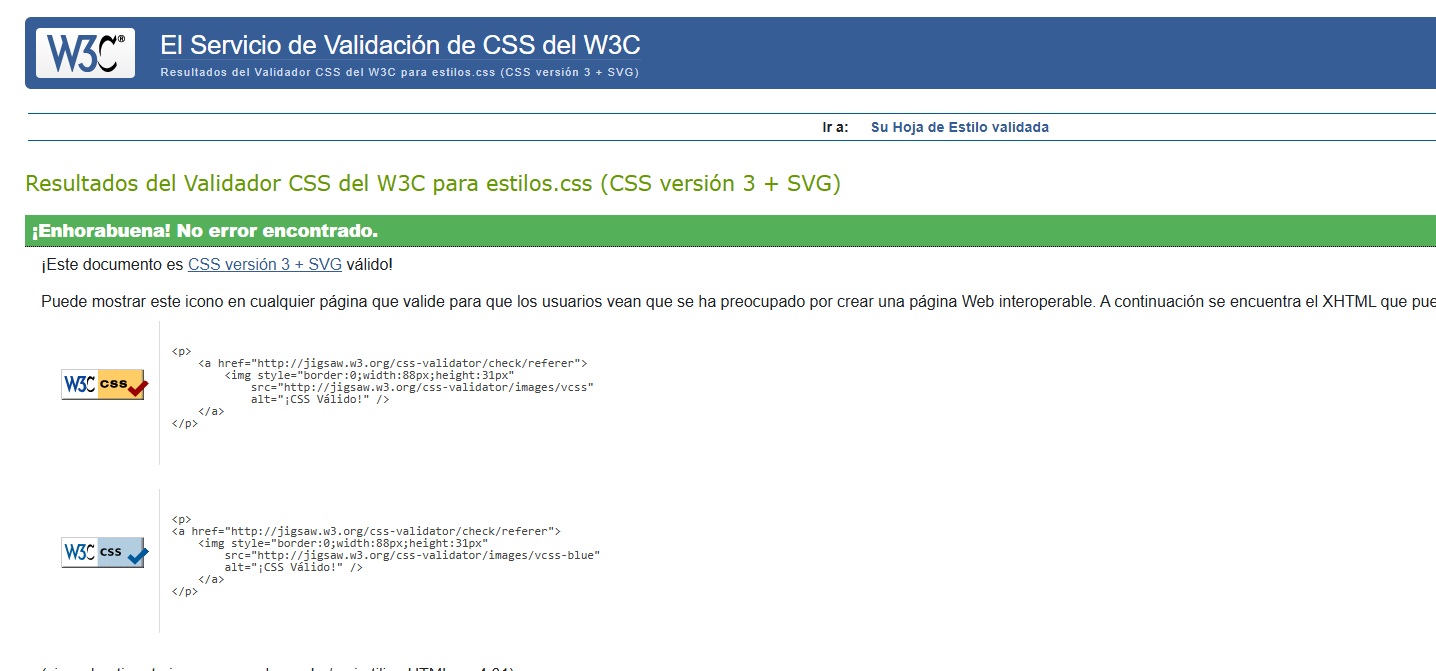 W3C®
El Servicio de Validación de CSS del W3C
Resultados del Validador CSS del W3C para estilos.css (CSS versión 3 + SVG)
Ir a: Su Hoja de Estilo validada
Resultados del Validador CSS del W3C para estilos.css (CSS versión 3 + SVG)
¡Enhorabuena! No error encontrado.
¡Este documento es CSS versión 3 + SVG válido!
Puede mostrar este icono en cualquier página que valide para que los usuarios vean que se ha preocupado por crear una página Web interoperable. A continuación se encuentra el XHTML que pue
<p>
<a href="http://jigsaw.w3.org/css-validator/check/referer">
<img style="border:0;width:88px;height:31px"
W3C css
src="http://jigsaw.w3.org/css-validator/images/vcss"
alt="¡CSS Válido!" />
</a>
</p>
<p>
<a href="http://jigsaw.w3.org/css-validator/check/referer">
<img style="border:0;width:88px;height:31px"
W3C css
src="http://jigsaw.w3.org/css-validator/images/vcss-blue"
alt="¡CSS Válido!" />
</a>
</p>